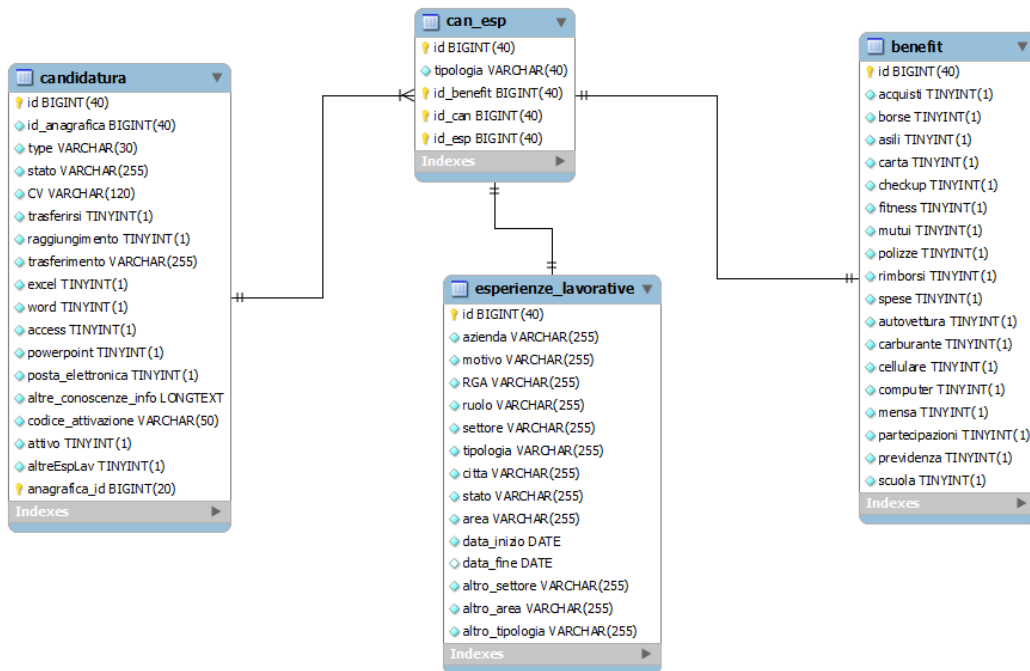 can_esp
id BIGINT(40)
tipologia VARCHAR(40)
id_benefit BIGINT(40)
id_can BIGINT(40)
id_esp BIGINT(40)
Indexes
candidatura
id BIGINT(40)
id_anagrafica BIGINT(40)
type VARCHAR(30)
stato VARCHAR(255)
CV VARCHAR(120)
trasferirsi TINYINT(1)
raggiungimento TINYINT(1)
trasferimento VARCHAR(255)
excel TINYINT(1)
word TINYINT(1)
access TINYINT(1)
powerpoint TINYINT(1)
posta_elettronica TINYINT(1)
altre_conoscenze_info LONGTEXT
codice_attivazione VARCHAR(50)
attivo TINYINT(1)
altreEspLav TINYINT(1)
anagrafica_id BIGINT(20)
Indexes
benefit
id BIGINT(40)
acquisti TINYINT(1)
borse TINYINT(1)
asili TINYINT(1)
carta TINYINT(1)
checkup TINYINT(1)
fitness TINYINT(1)
mutui TINYINT(1)
polizze TINYINT(1)
rimborsi TINYINT(1)
spese TINYINT(1)
autovettura TINYINT(1)
carburante TINYINT(1)
cellulare TINYINT(1)
computer TINYINT(1)
mensa TINYINT(1)
partecipazioni TINYINT(1)
previdenza TINYINT(1)
scuola TINYINT(1)
Indexes
esperienze_lavorative
id BIGINT(40)
azienda VARCHAR(255)
motivo VARCHAR(255)
RGA VARCHAR(255)
ruolo VARCHAR(255)
settore VARCHAR(255)
tipologia VARCHAR(255)
citta VARCHAR(255)
stato VARCHAR(255)
area VARCHAR(255)
data_inizio DATE
data_fine DATE
altro_settore VARCHAR(255)
altro_area VARCHAR(255)
altro_tipologia VARCHAR(255)
Indexes